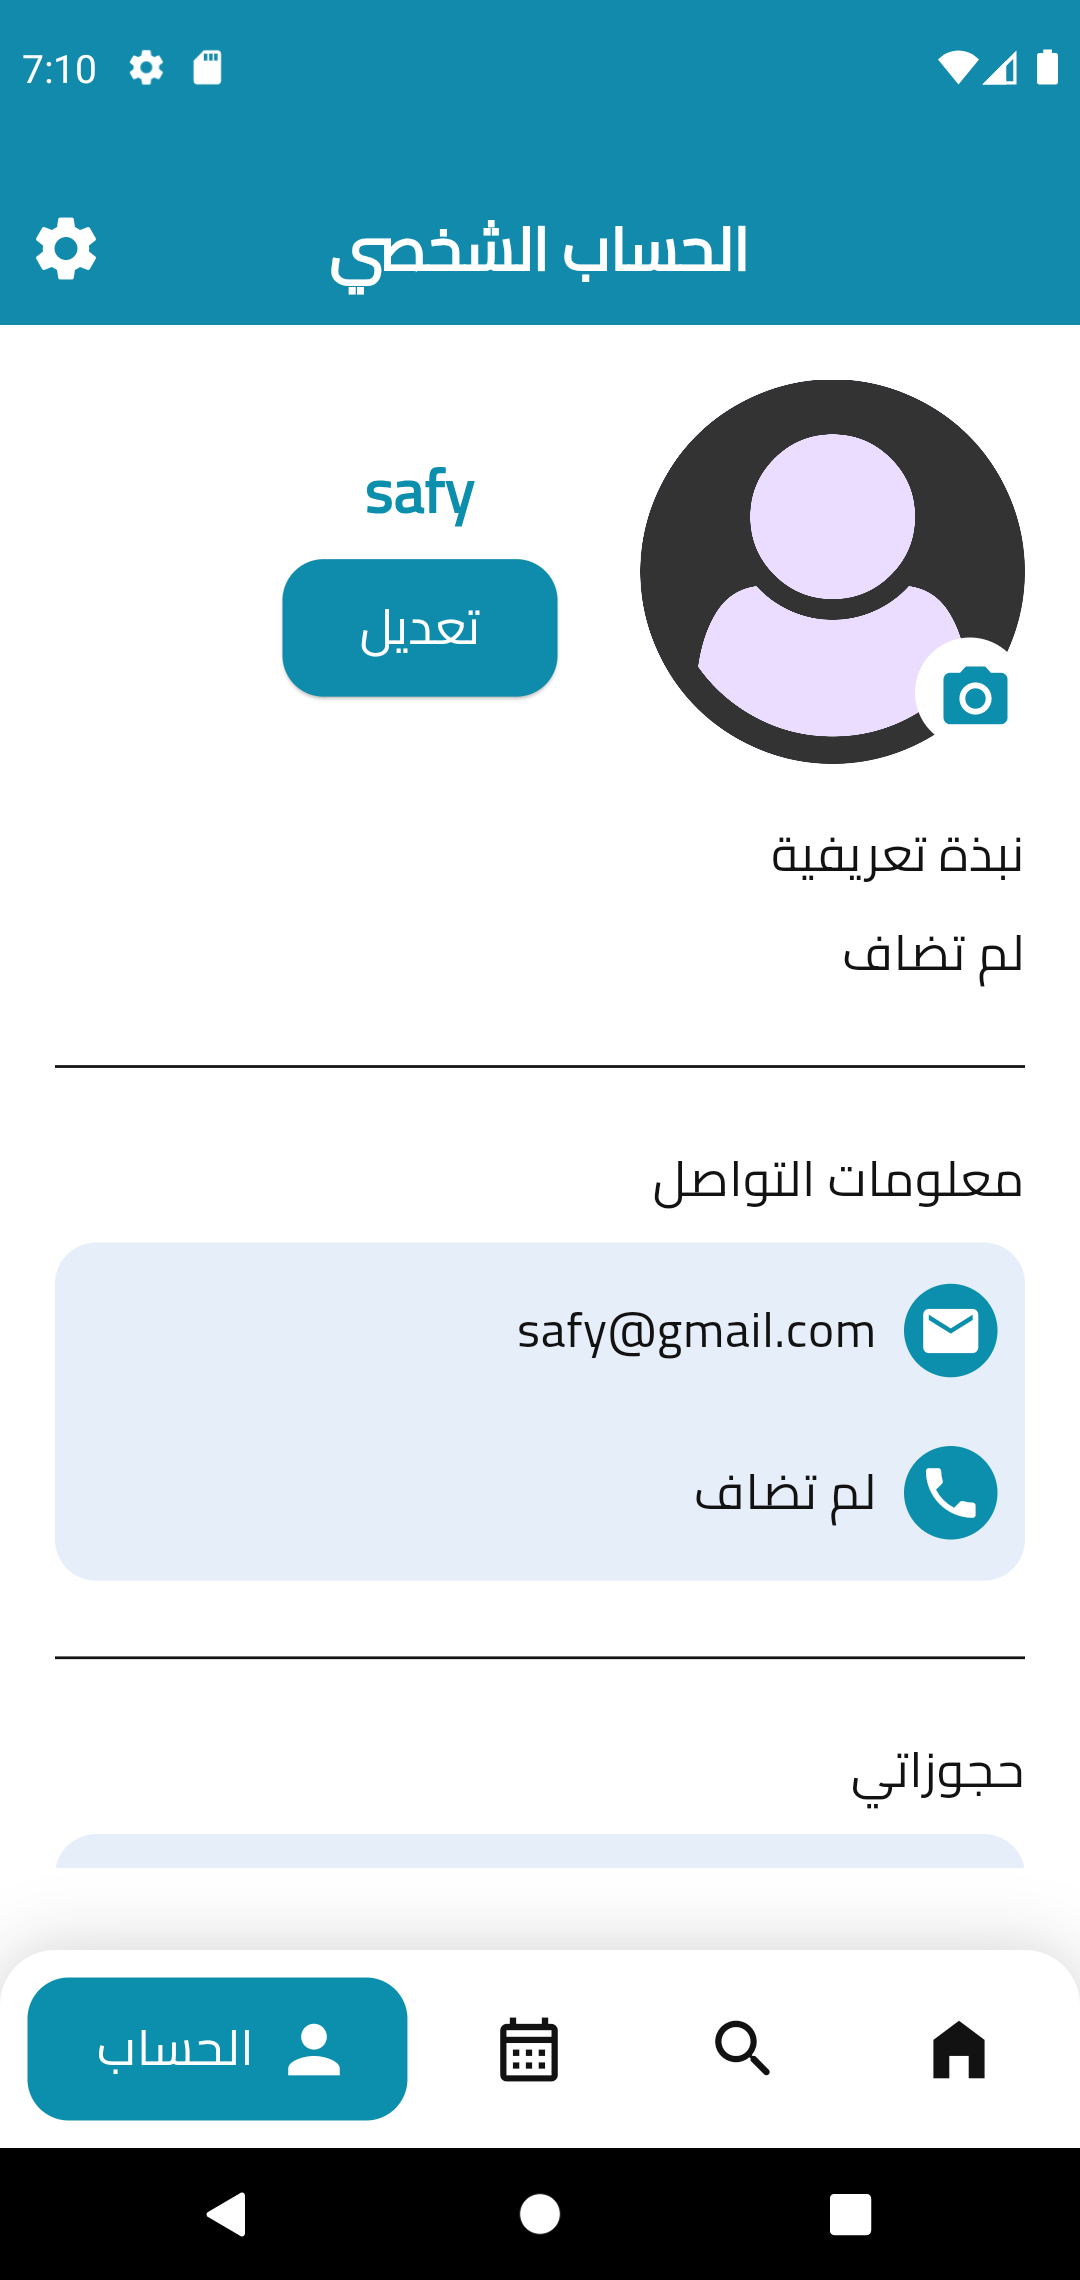 7:10
الحساب الشخصي
safy
تعديل
نبذة تعريفية
لم تضاف
معلومات التواصل
safy@gmail.com
لم تضاف
حجوزاتي
الحساب